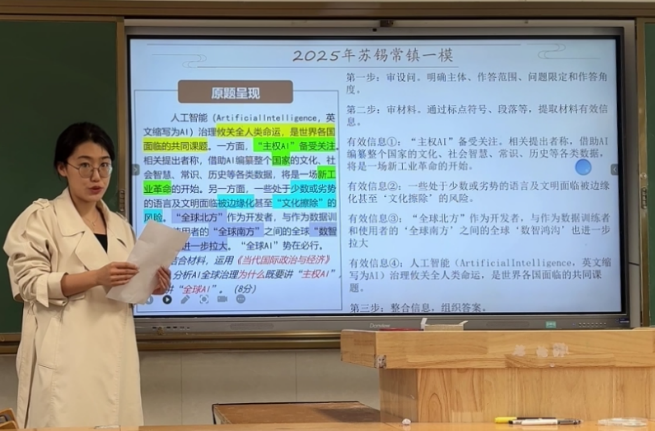 2025年苏锡常镇一模
原题呈现
人工智能（ArtificialIntelligence，英
文缩写为AI）治理攸关全人类命运，是世界各国
面临的共同课题。一方面，“主权AI”备受关注。
相关提出者称，借助AI编纂整个国家的文化、社
会智慧、常识、历史等各类数据，将是一场新工
业革命的开始。另一方面，一些处于少数或劣势
的语言及文明面临被边缘化甚至“文化擦除”的
风险。“全球北方”作为开发者，与作为数据训
使用者的“全球南方”之间的全球“数智
进一步拉大。“全球AI”势在必行。
合材料，运用《当代国际政治与经济》
分析AI全球治理为什么既要讲“主权AI”，
讲“全球AI”。（8分）
第一步：审设问。明确主体、作答范围、问题限定和作答角
度。
第二步：审材料。通过标点符号、段落等，提取材料有效信
息。
有效信息①：“主权AI”备受关注。相关提出者称，借助AI
编纂整个国家的文化、社会智慧、常识、历史等各类数据，
将是一场新工业革命的开始。
有效信息②：一些处于少数或劣势的语言及文明面临被边缘
化甚至“文化擦除”的风险。
有效信息③：“全球北方”作为开发者，与作为数据训练者
和使用者的‘全球南方’之间的全球‘数智鸿沟’也进一步
拉大
有效信息④：人工智能（ArtificialIntelligence，英文缩
写为AI）治理攸关全人类命运，是世界各国面临的共同课
题。
第三步：整合信息，组织答案。